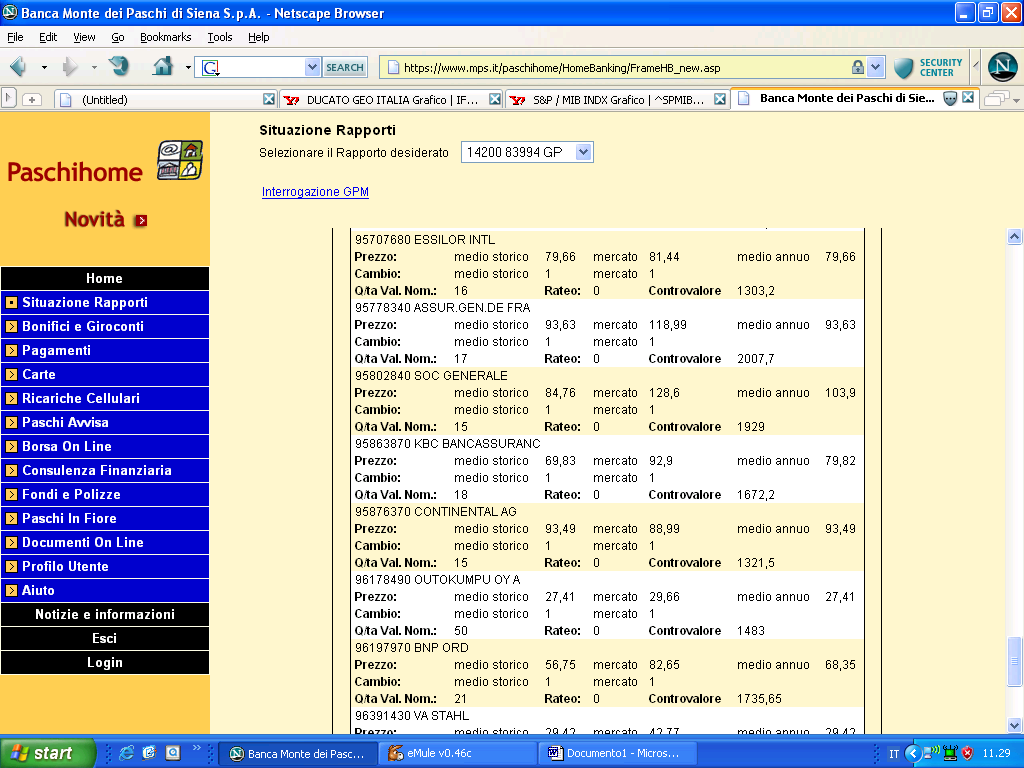 Banca Monte dei Paschi di Siena S.p.A. - Netscape Browser
File Edit View Go Bookmarks Tools Help
SEARCH https://www.mps.it/paschihome/HomeBanking/FrameHB_new.asp SECURITY CENTER
(Untitled) DUCATO GEO ITALIA Grafico | IF... S&P / MIB INDX Grafico | ^SPMIB... Banca Monte dei Paschi di Sie...
Paschihome
Novità
Home
Situazione Rapporti
Bonifici e Giroconti
Pagamenti
Carte
Ricariche Cellulari
Paschi Avvisa
Borsa On Line
Consulenza Finanziaria
Fondi e Polizze
Paschi In Fiore
Documenti On Line
Profilo Utente
Aiuto
Notizie e informazioni
Esci
Login
Situazione Rapporti
Selezionare il Rapporto desiderato 14200 83994 GP
Interrogazione GPM
95707680 ESSILOR INTL
Prezzo: medio storico 79,66 mercato 81,44 medio annuo 79,66
Cambio: medio storico 1 mercato 1
Q/ta Val. Nom.: 16 Rateo: 0 Controvalore 1303,2
95778340 ASSUR.GEN.DE FRA
Prezzo: medio storico 93,63 mercato 118,99 medio annuo 93,63
Cambio: medio storico 1 mercato 1
Q/ta Val. Nom.: 17 Rateo: 0 Controvalore 2007,7
95802840 SOC GENERALE
Prezzo: medio storico 84,76 mercato 128,6 medio annuo 103,9
Cambio: medio storico 1 mercato 1
Q/ta Val. Nom.: 15 Rateo: 0 Controvalore 1929
95863870 KBC BANCASSURANC
Prezzo: medio storico 69,83 mercato 92,9 medio annuo 79,82
Cambio: medio storico 1 mercato 1
Q/ta Val. Nom.: 18 Rateo: 0 Controvalore 1672,2
95876370 CONTINENTAL AG
Prezzo: medio storico 93,49 mercato 88,99 medio annuo 93,49
Cambio: medio storico 1 mercato 1
Q/ta Val. Nom.: 15 Rateo: 0 Controvalore 1321,5
96178490 OUTOKUMPU OY A
Prezzo: medio storico 27,41 mercato 29,66 medio annuo 27,41
Cambio: medio storico 1 mercato 1
Q/ta Val. Nom.: 50 Rateo: 0 Controvalore 1483
96197970 BNP ORD
Prezzo: medio storico 56,75 mercato 82,65 medio annuo 68,35
Cambio: medio storico 1 mercato 1
Q/ta Val. Nom.: 21 Rateo: 0 Controvalore 1735,65
96391430 VA STAHL
Prezzo: medio storico 29,42 mercato 42,77 medio annuo 29,42
start Banca Monte dei Pasc... eMule v0.46c Documento1 - Micros... IT 11.29